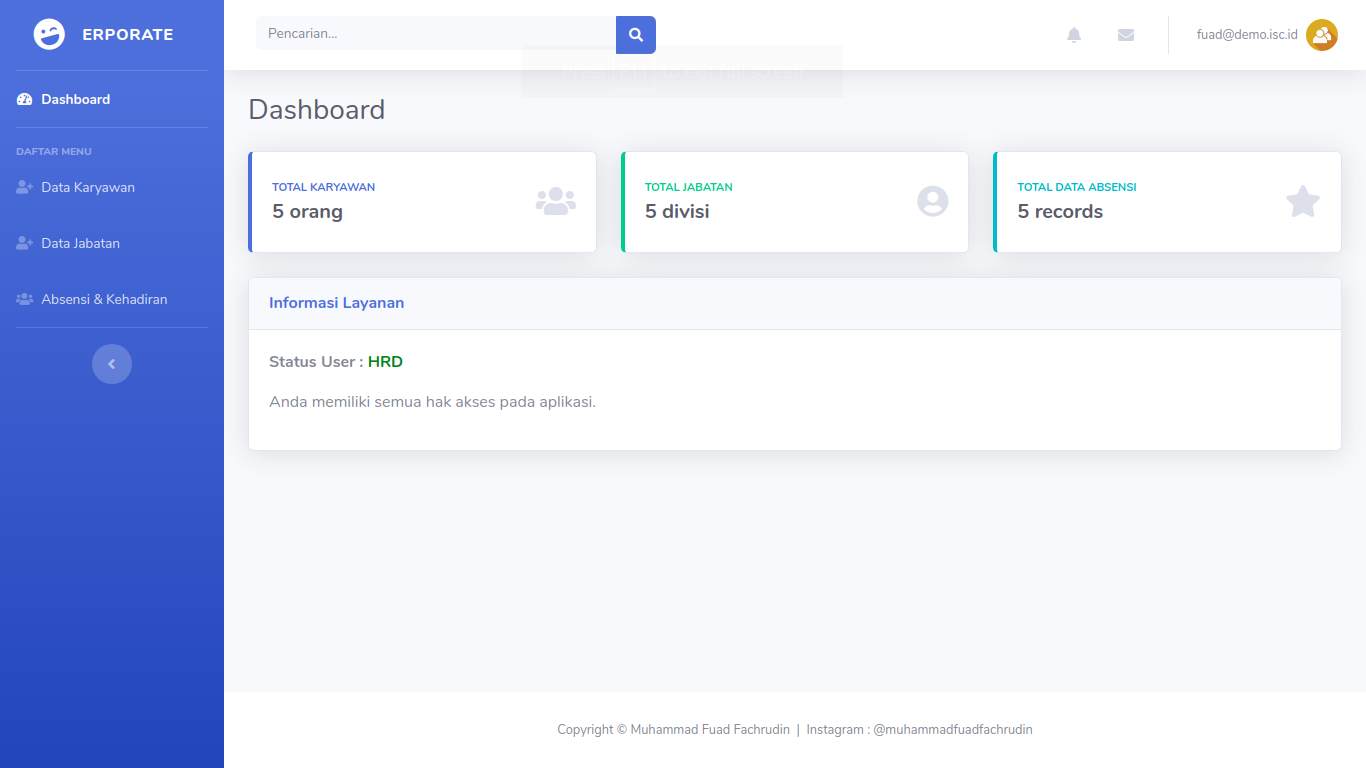 ERPORATE
Pencarian...
fuad@demo.isc.id
Dashboard
DAFTAR MENU
Data Karyawan
Data Jabatan
Absensi & Kehadiran
Dashboard
TOTAL KARYAWAN
5 orang
TOTAL JABATAN
5 divisi
TOTAL DATA ABSENSI
5 records
Informasi Layanan
Status User : HRD
Anda memiliki semua hak akses pada aplikasi.
Copyright © Muhammad Fuad Fachrudin | Instagram : @muhammadfuadfachrudin